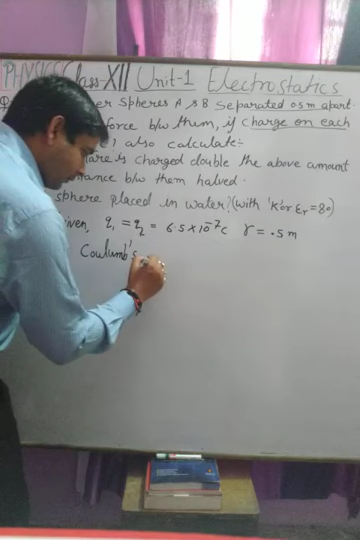 PHYSICS Class-XII Unit-1 Electrostatics
er Spheres A & B Separated 0.5m apart.
force b/w them, if charge on each
, also calculate:-
is charged double the above amount
tance b/w them halved.
sphere placed in water? (with 'K' or εr = 80)
iven, q₁ = q₂ = 6.5 × 10⁻⁷C r = .5m
Coulumb's